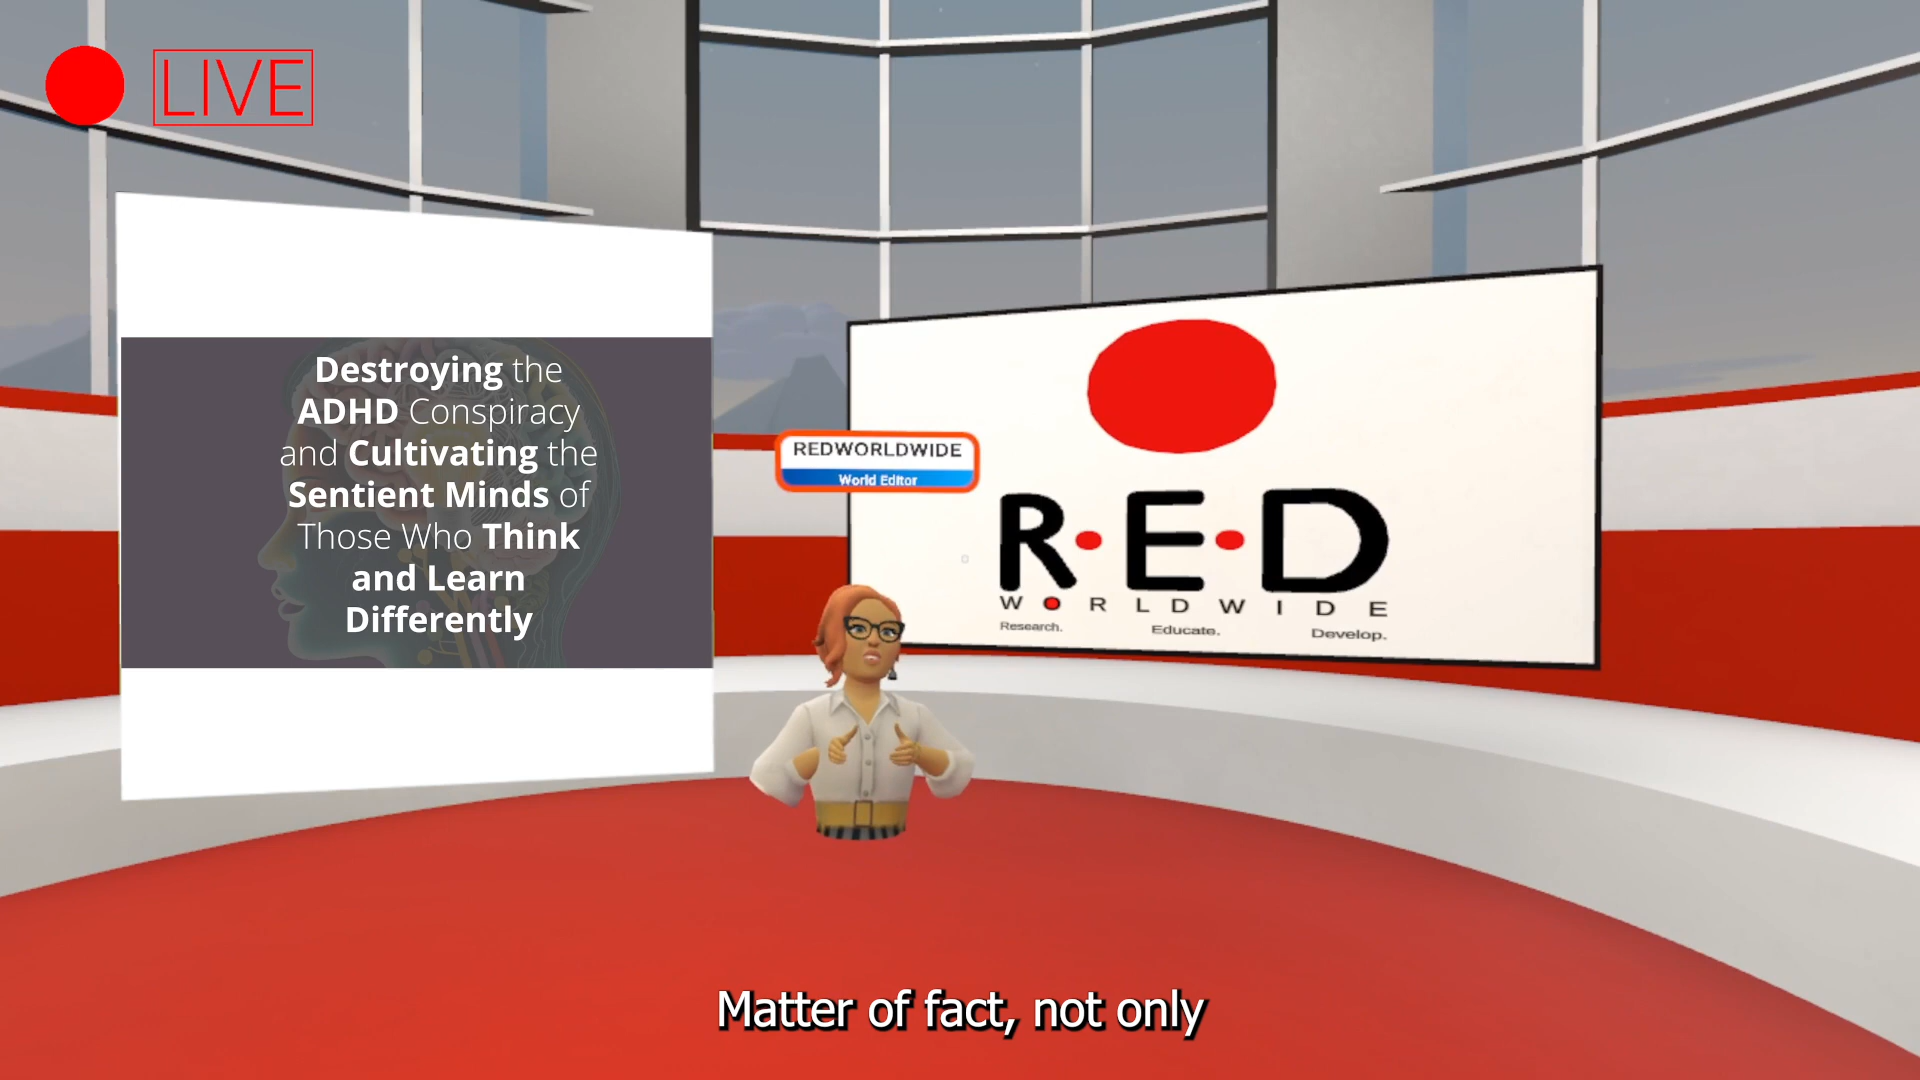 LIVE
Destroying the
ADHD Conspiracy
and Cultivating the
Sentient Minds of
Those Who Think
and Learn
Differently
REDWORLDWIDE
World Editor
R•E•D
WORLDWIDE
Research. Educate. Develop.
Matter of fact, not only